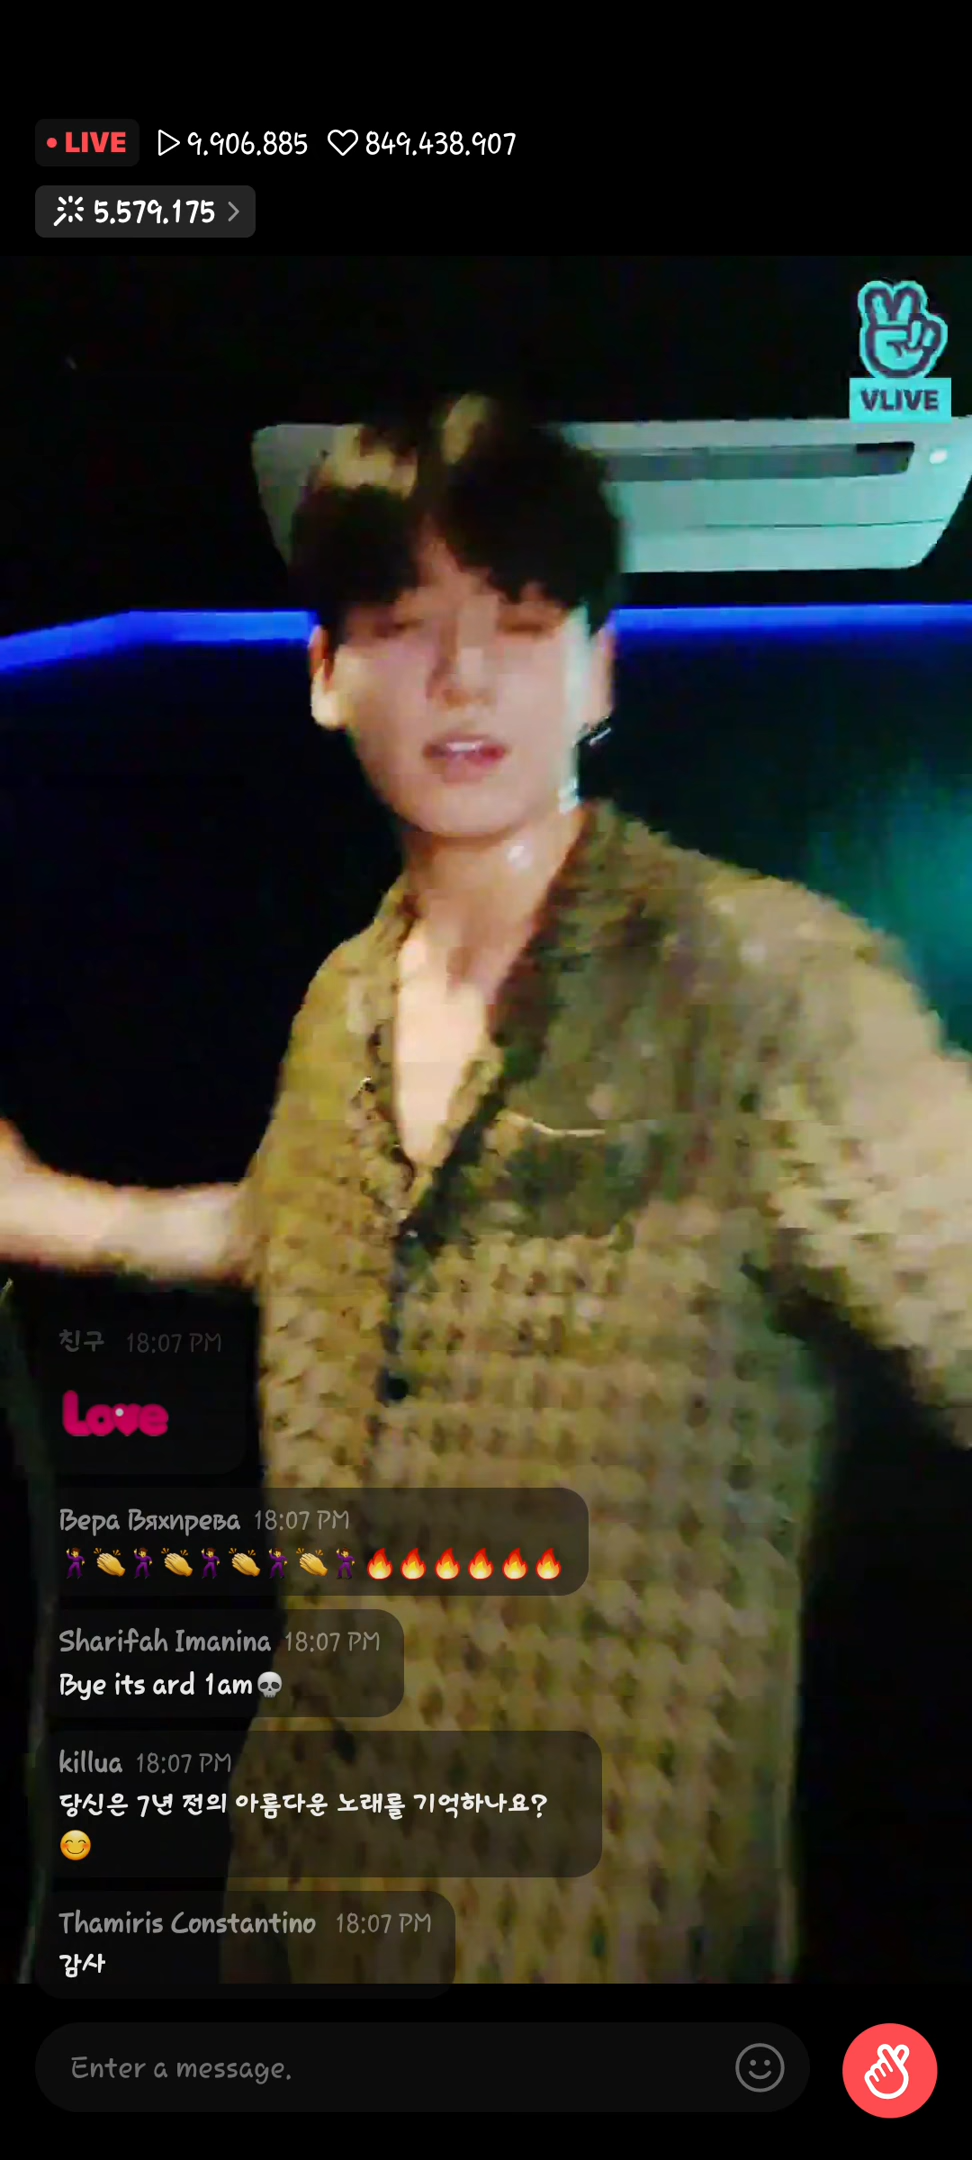 LIVE 9.906.885 849.438.907
5.579.175
VLIVE
친구 18:07 PM
Love
Вера Вяхирева 18:07 PM
Sharifah Imanina 18:07 PM
Bye its ard 1am
killua 18:07 PM
당신은 7년 전의 아름다운 노래를 기억하나요?
Thamiris Constantino 18:07 PM
감사
Enter a message.